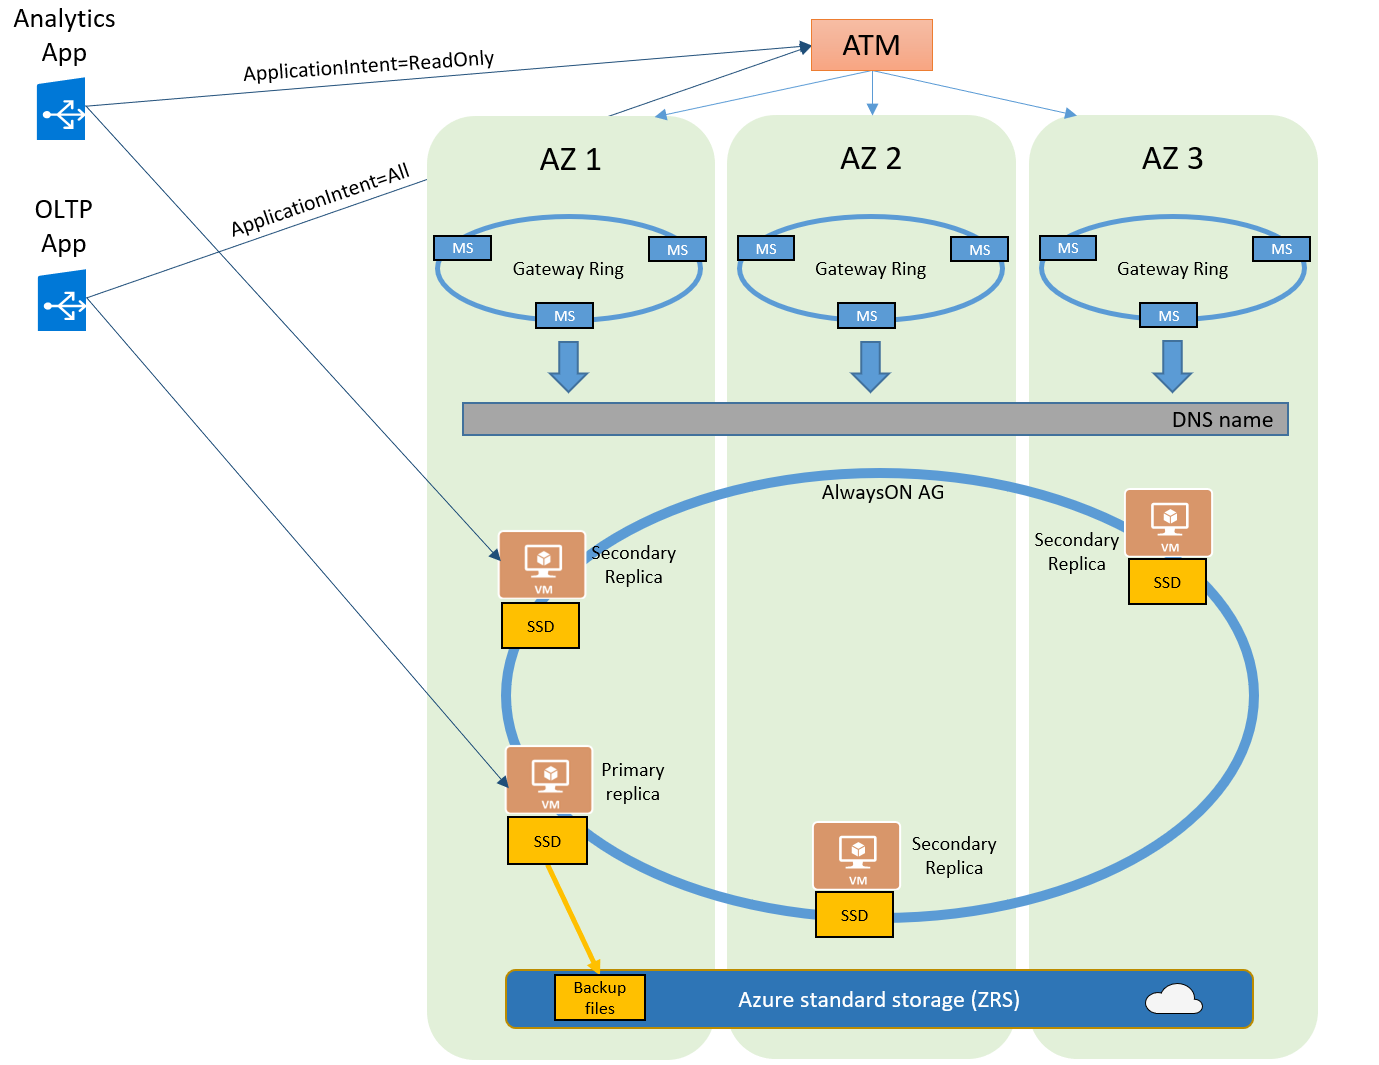 Analytics
App
ApplicationIntent=ReadOnly
ATM
OLTP
App
ApplicationIntent=All
AZ 1
AZ 2
AZ 3
MS
MS
Gateway Ring
MS
MS
MS
Gateway Ring
MS
MS
MS
Gateway Ring
MS
DNS name
AlwaysON AG
VM
Secondary
Replica
SSD
Secondary
Replica
VM
SSD
VM
Primary
replica
SSD
VM
Secondary
Replica
SSD
Backup
files
Azure standard storage (ZRS)